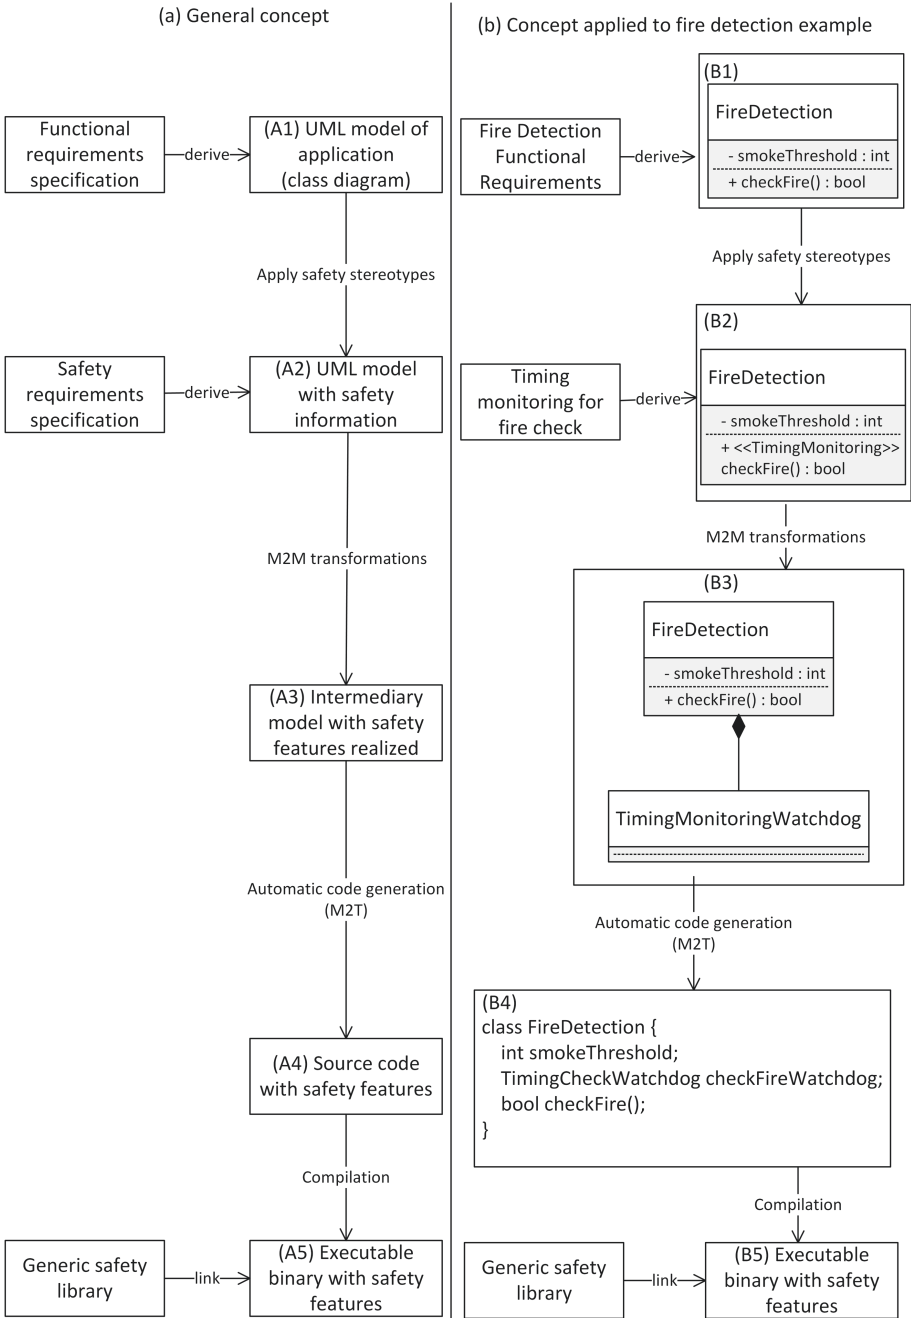 (a) General concept
Functional
requirements
specification
derive
(A1) UML model of
application
(class diagram)
Apply safety stereotypes
Safety
requirements
specification
derive
(A2) UML model
with safety
information
M2M transformations
(A3) Intermediary
model with safety
features realized
Automatic code generation
(M2T)
(A4) Source code
with safety features
Compilation
Generic safety
library
link
(A5) Executable
binary with safety
features
(b) Concept applied to fire detection example
Fire Detection
Functional
Requirements
derive
(B1)
FireDetection
- smokeThreshold : int
+ checkFire() : bool
Apply safety stereotypes
Timing
monitoring for
fire check
derive
(B2)
FireDetection
- smokeThreshold : int
+ <<TimingMonitoring>>
checkFire() : bool
M2M transformations
(B3)
FireDetection
- smokeThreshold : int
+ checkFire() : bool
TimingMonitoringWatchdog
Automatic code generation
(M2T)
(B4)
class FireDetection {
int smokeThreshold;
TimingCheckWatchdog checkFireWatchdog;
bool checkFire();
}
Compilation
Generic safety
library
link
(B5) Executable
binary with safety
features